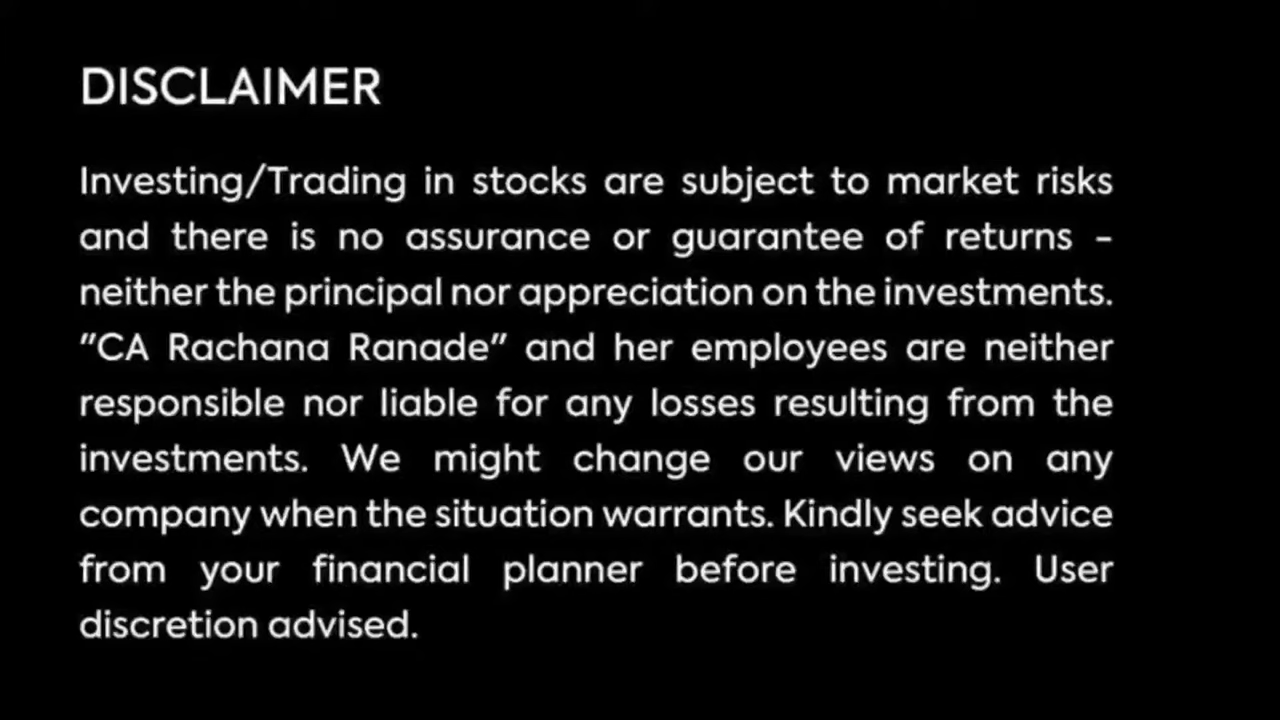 DISCLAIMER
Investing/Trading in stocks are subject to market risks
and there is no assurance or guarantee of returns -
neither the principal nor appreciation on the investments.
"CA Rachana Ranade" and her employees are neither
responsible nor liable for any losses resulting from the
investments. We might change our views on any
company when the situation warrants. Kindly seek advice
from your financial planner before investing. User
discretion advised.